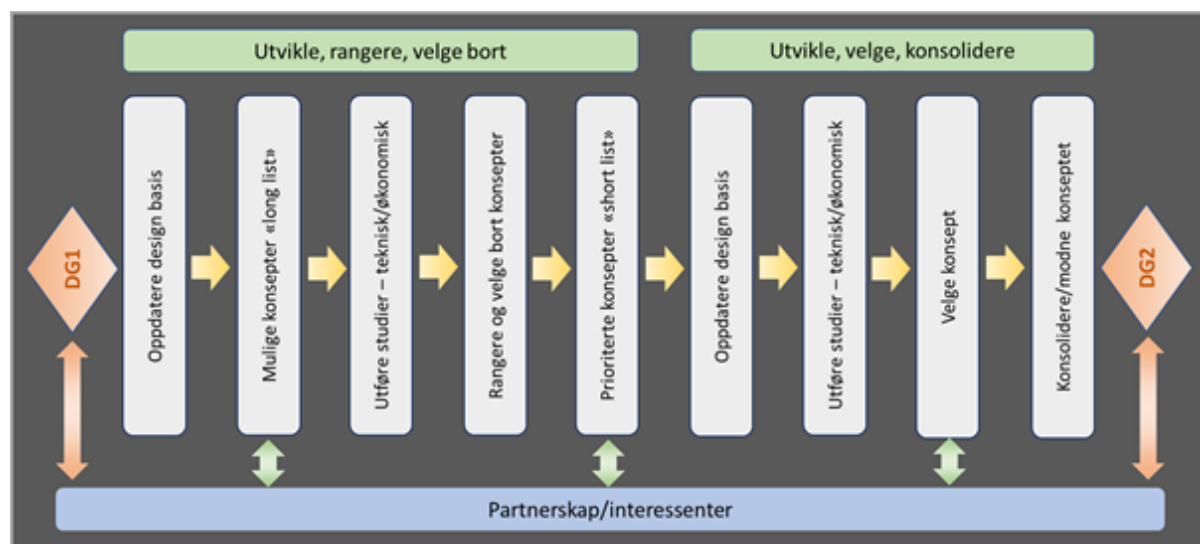 Utvikle, rangere, velge bort
Utvikle, velge, konsolidere
DG1
Oppdatere design basis
Mulige konsepter «long list»
Utføre studier – teknisk/økonomisk
Rangere og velge bort konsepter
Prioriterte konsepter «short list»
Oppdatere design basis
Utføre studier – teknisk/økonomisk
Velge konsept
Konsolidere/modne konseptet
DG2
Partnerskap/interessenter